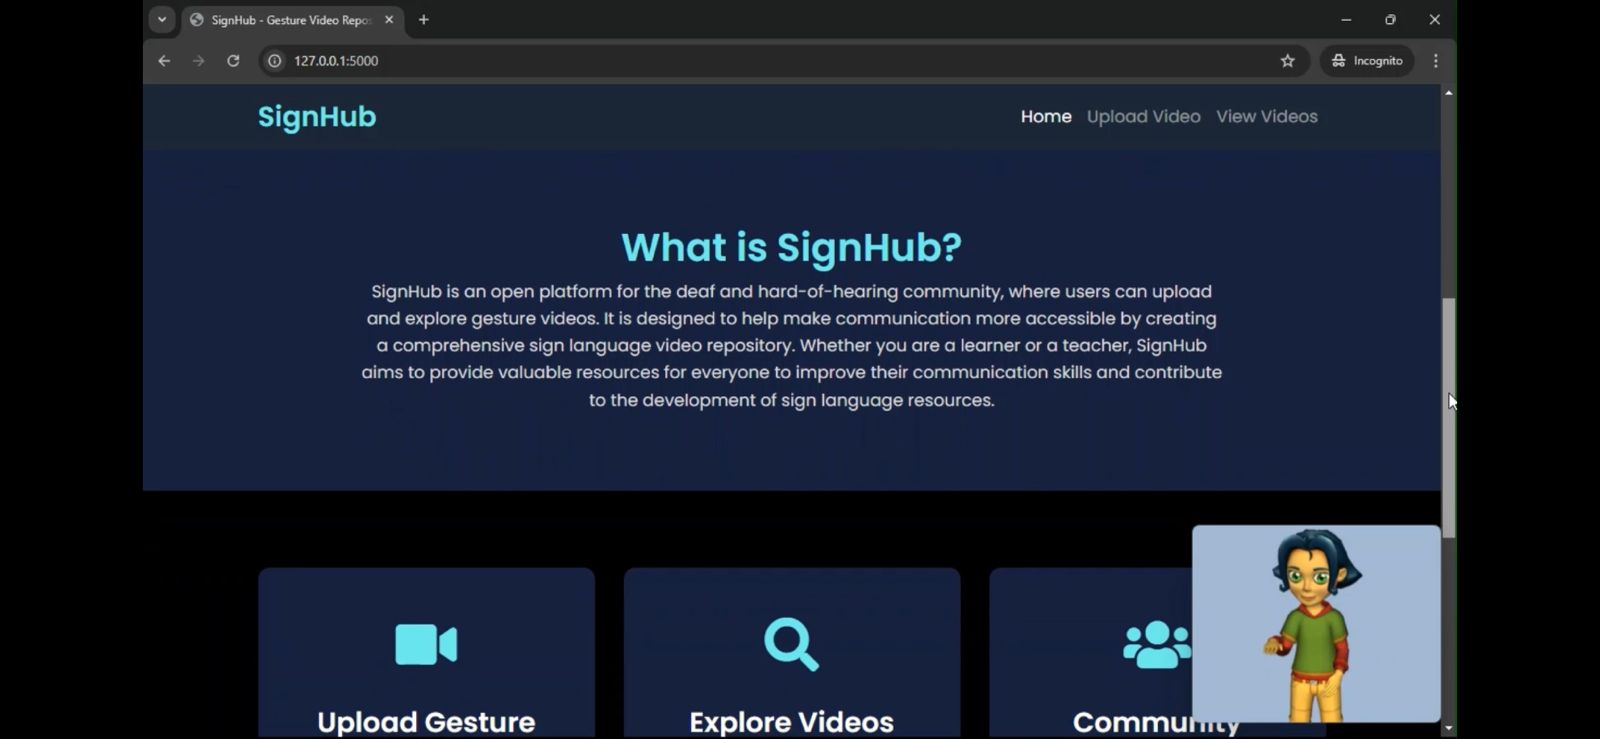 SignHub - Gesture Video Repos
127.0.0.1:5000
Incognito
SignHub
Home Upload Video View Videos
What is SignHub?
SignHub is an open platform for the deaf and hard-of-hearing community, where users can upload
and explore gesture videos. It is designed to help make communication more accessible by creating
a comprehensive sign language video repository. Whether you are a learner or a teacher, SignHub
aims to provide valuable resources for everyone to improve their communication skills and contribute
to the development of sign language resources.
Upload Gesture
Explore Videos
Community